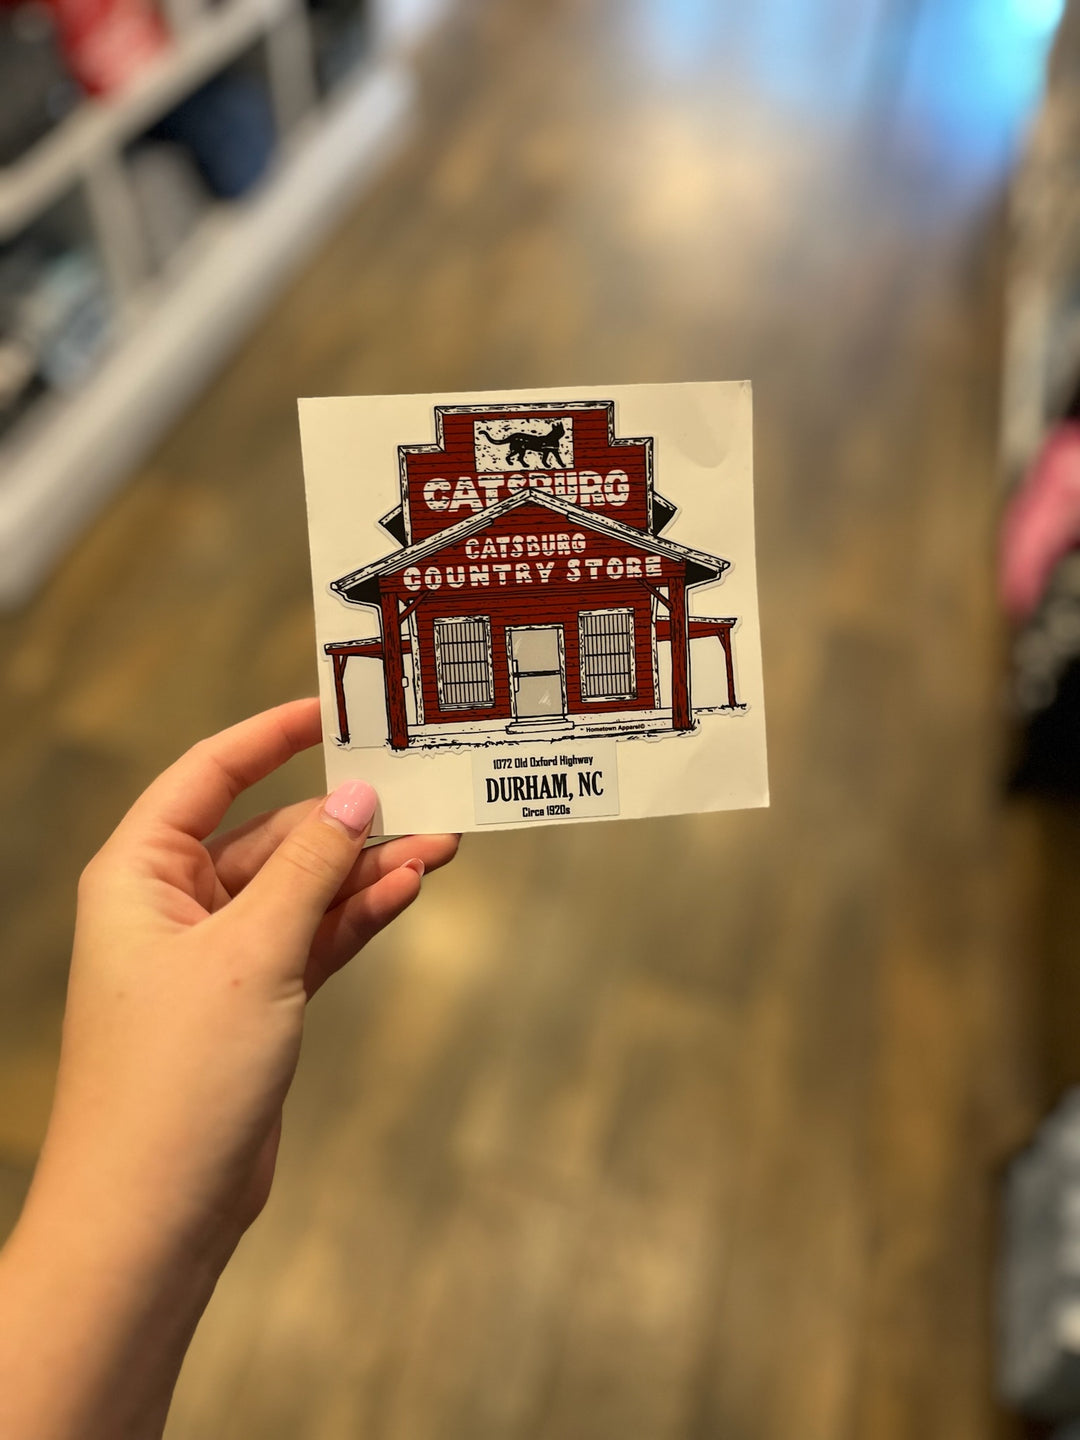 CATSBURG
CATSBURG
COUNTRY STORE
~ Hometown Apparel© ~
1072 Old Oxford Highway
DURHAM, NC
Circa 1920s